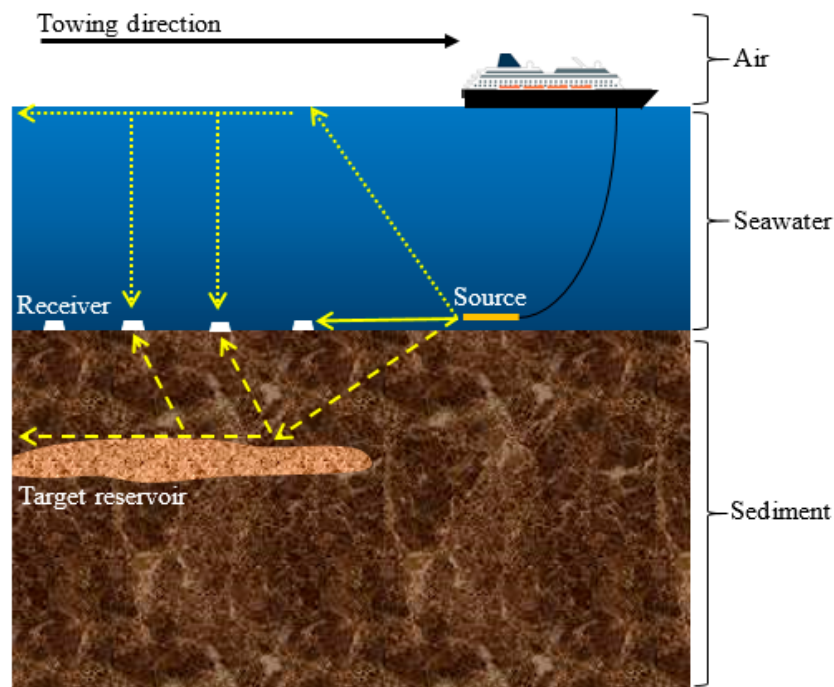 Towing direction
Air
Seawater
Receiver
Source
Target reservoir
Sediment